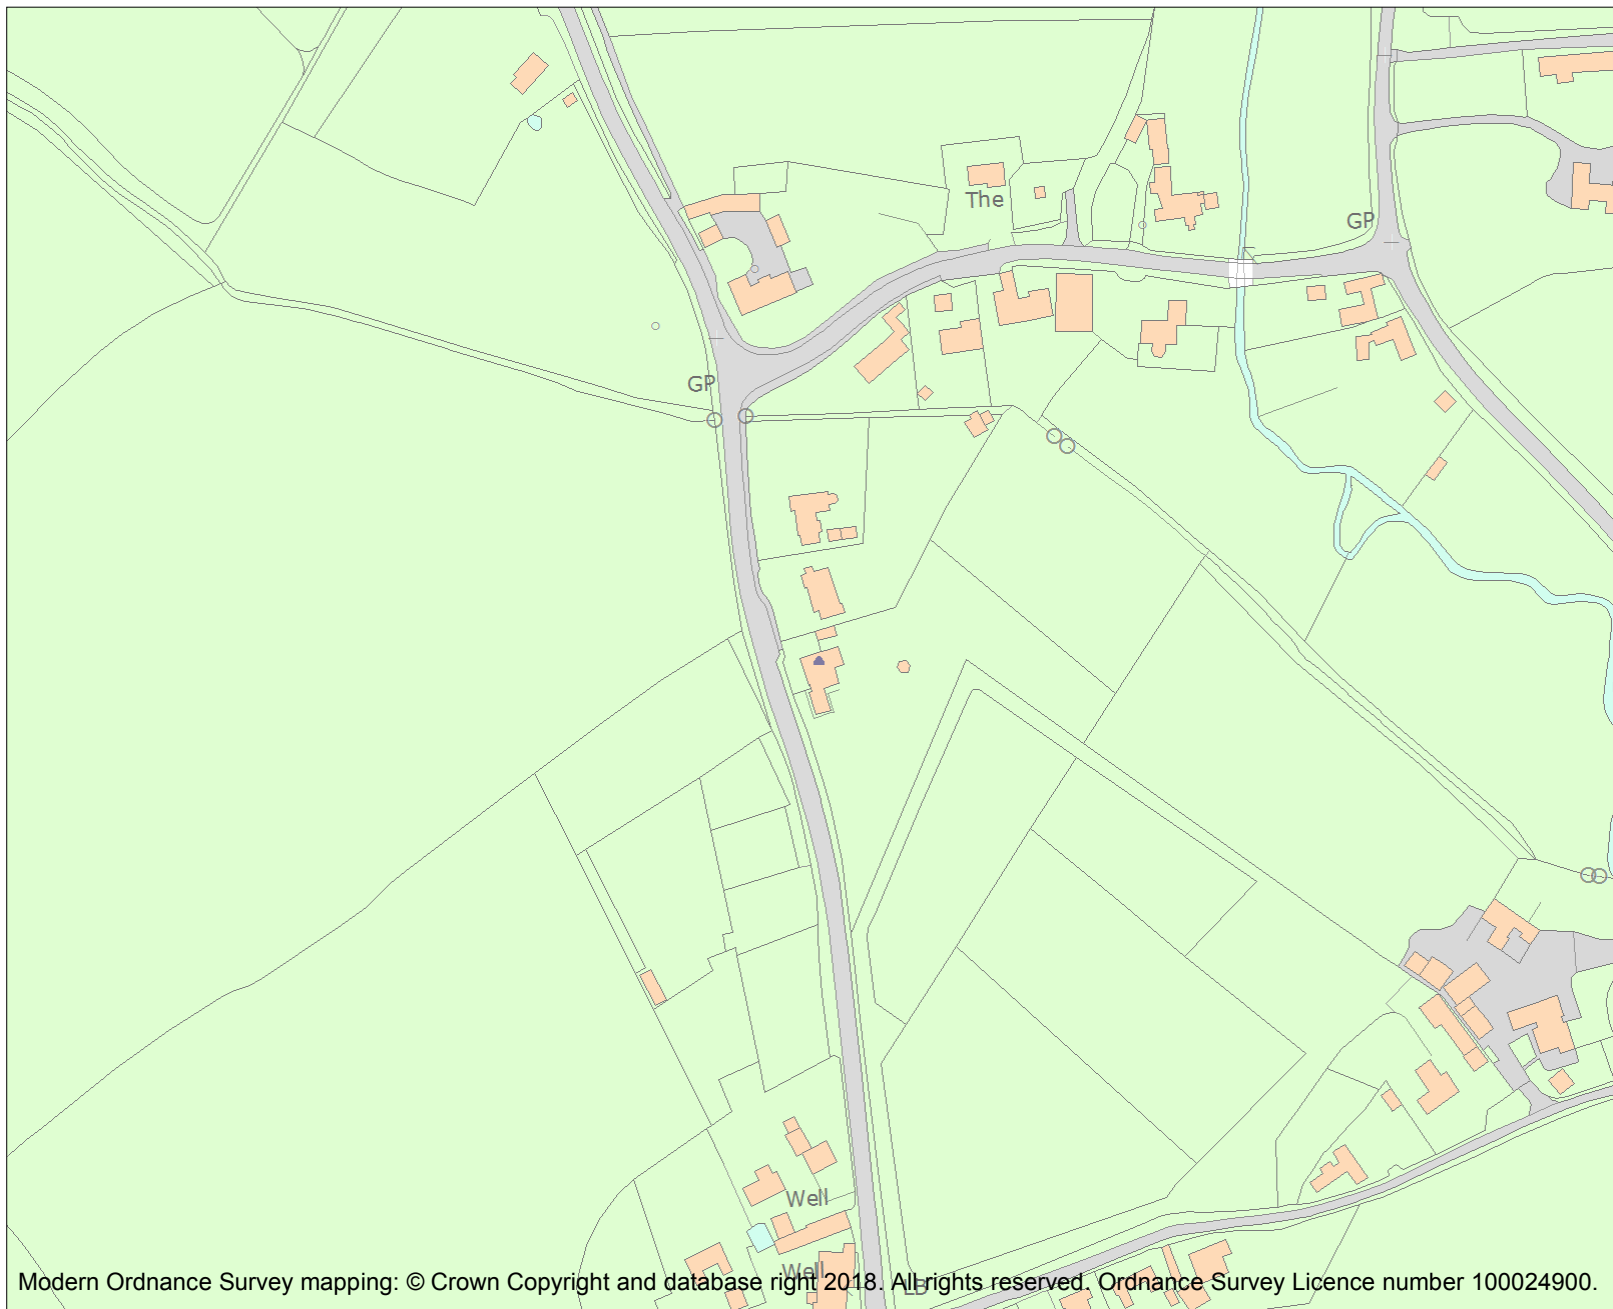 The
GP
GP
Well
Well
LB
Modern Ordnance Survey mapping: © Crown Copyright and database right 2018. All rights reserved. Ordnance Survey Licence number 100024900.